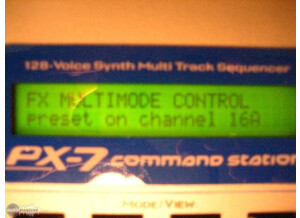 128-Voice Synth Multi Track Sequencer
FX MULTIMODE CONTROL
preset on channel 16A
PX-7 command station
MODE/VIEW